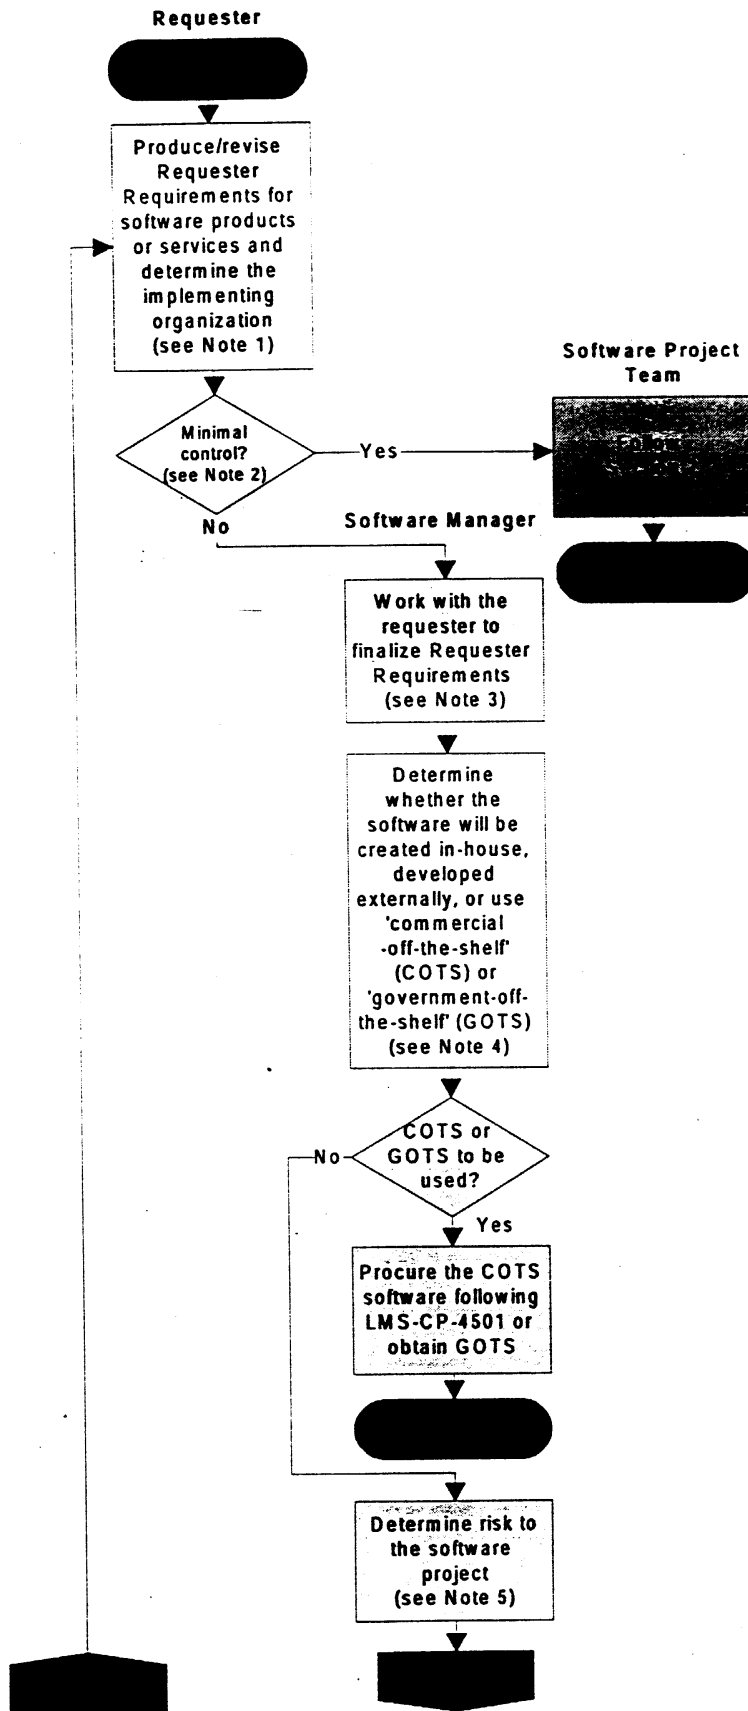 Requester
Produce/revise
Requester
Requirements for
software products
or services and
determine the
implementing
organization
(see Note 1)
Software Project
Team
Minimal
control?
(see Note 2)
Yes
Follow
No
Software Manager
Work with the
requester to
finalize Requester
Requirements
(see Note 3)
Determine
whether the
software will be
created in-house,
developed
externally, or use
'commercial
-off-the-shelf'
(COTS) or
'government-off-
the-shelf' (GOTS)
(see Note 4)
COTS or
GOTS to be
used?
No
Yes
Procure the COTS
software following
LMS-CP-4501 or
obtain GOTS
Determine risk to
the software
project
(see Note 5)